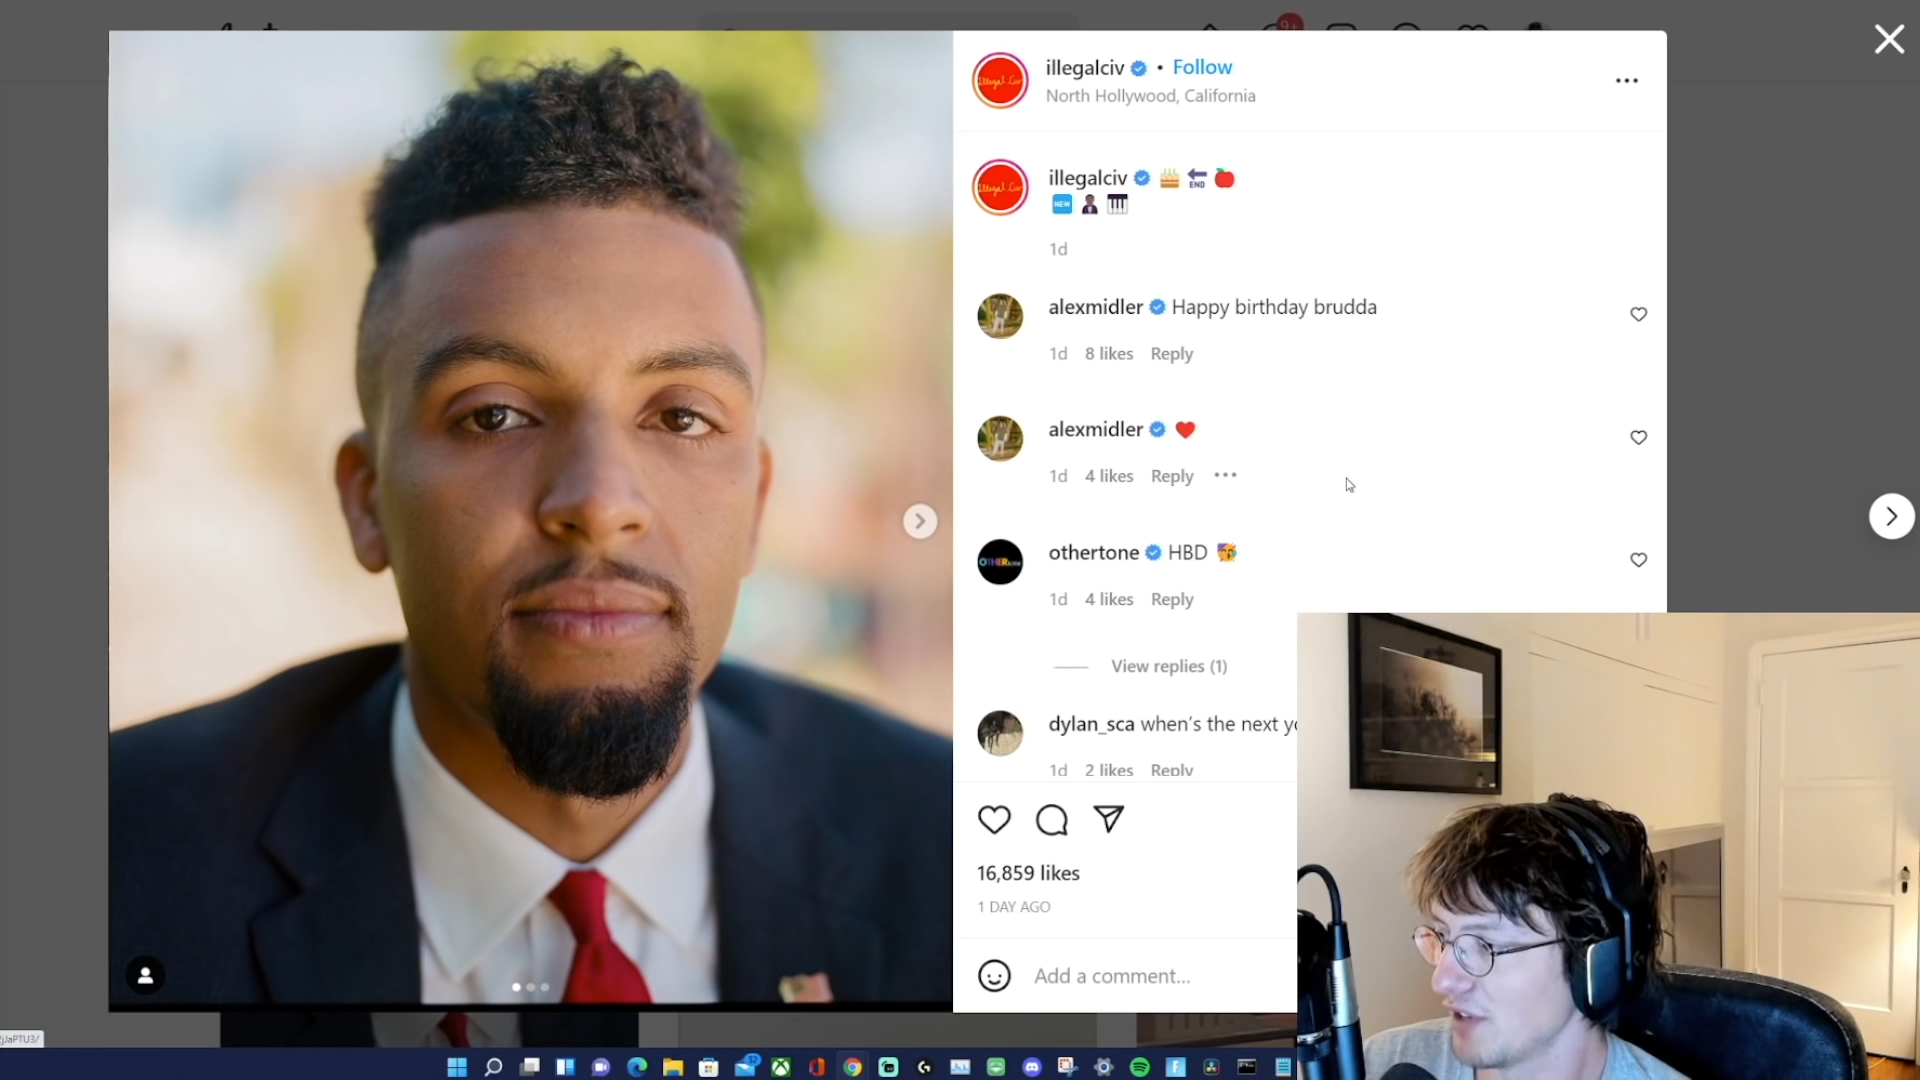 illegalciv • Follow
North Hollywood, California
illegalciv 🎂 🔚 🍎
🆕 🤵🏾 🎹
1d
alexmidler Happy birthday brudda
1d 8 likes Reply
alexmidler ❤️
1d 4 likes Reply
othertone HBD 🥳
1d 4 likes Reply
View replies (1)
dylan_sca when's the next
1d 2 likes Reply
16,859 likes
1 DAY AGO
Add a comment...